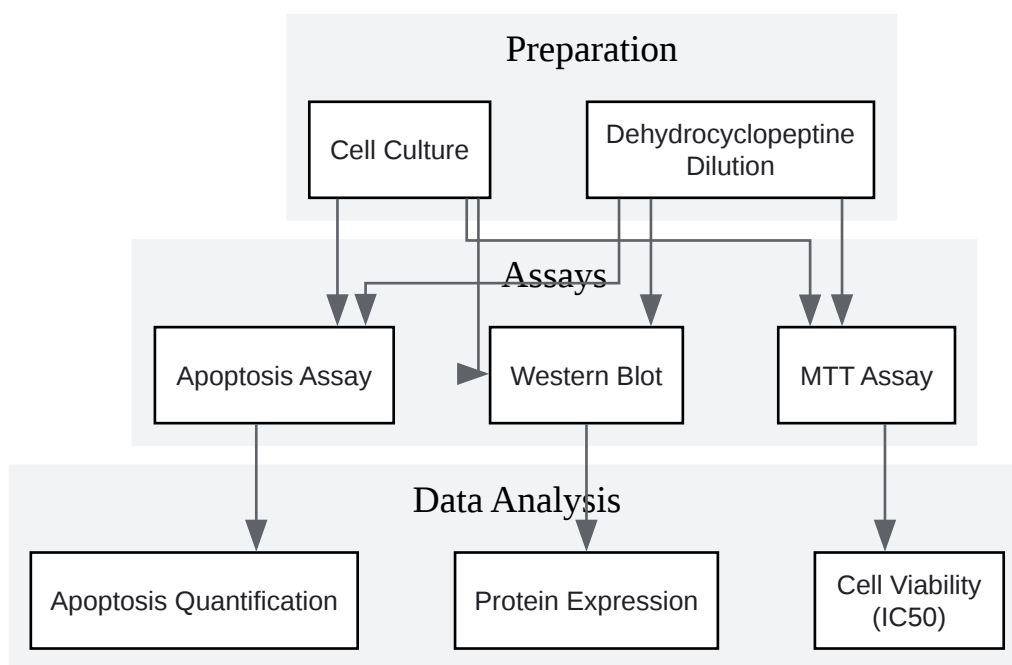 Preparation
Cell Culture
Dehydrocyclopeptine
Dilution
Assays
Apoptosis Assay
Western Blot
MTT Assay
Data Analysis
Apoptosis Quantification
Protein Expression
Cell Viability
(IC50)